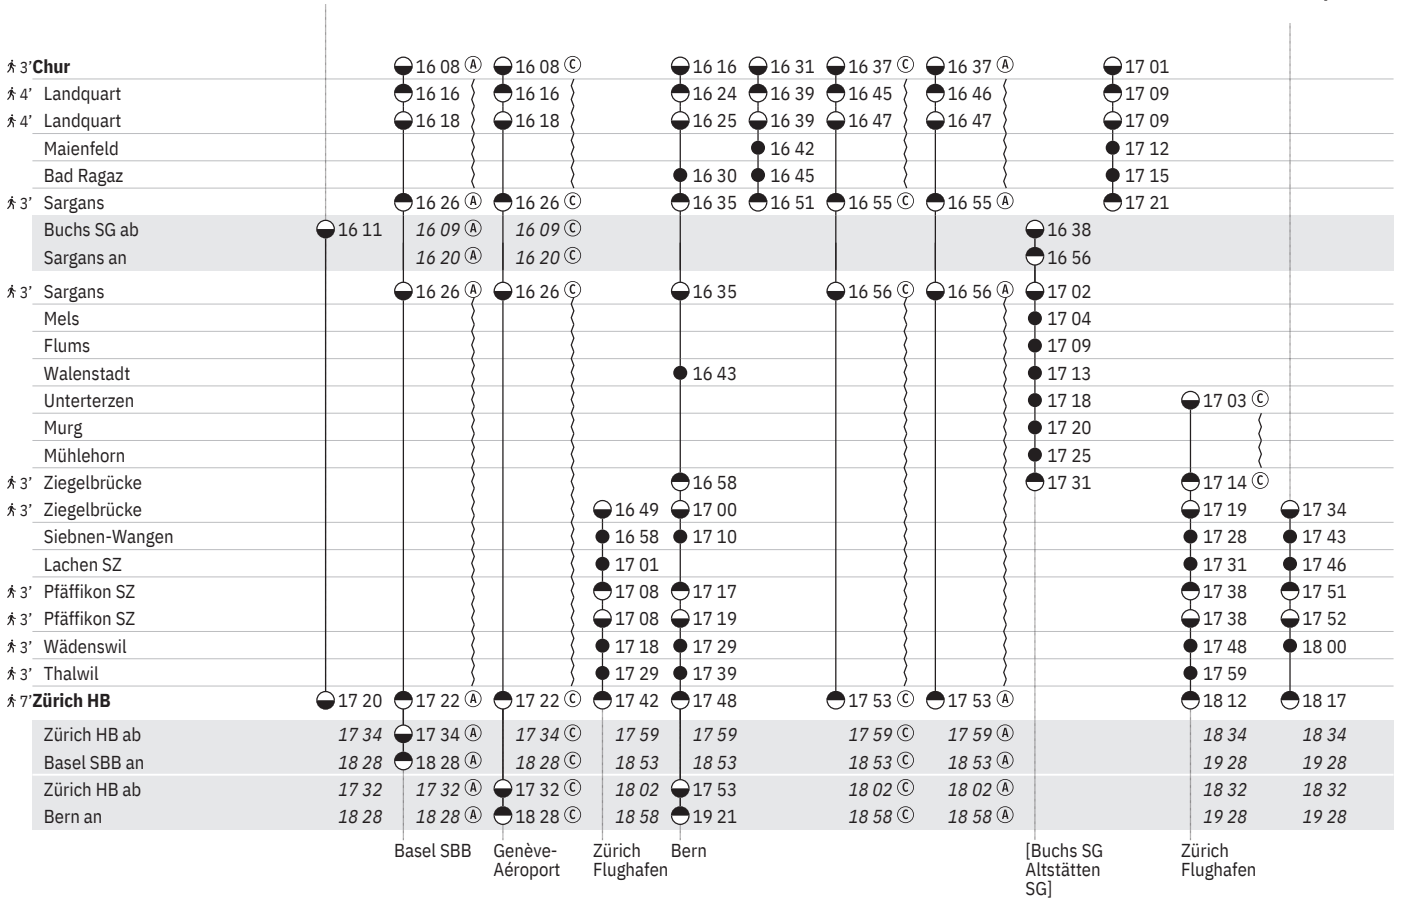 3' Chur 16 08 Ⓐ 16 08 Ⓒ 16 16 16 31 16 37 Ⓒ 16 37 Ⓐ 17 01
4' Landquart 16 16 16 16 16 24 16 39 16 45 16 46 17 09
4' Landquart 16 18 16 18 16 25 16 39 16 47 16 47 17 09
Maienfeld 16 42 17 12
Bad Ragaz 16 30 16 45 17 15
3' Sargans 16 26 Ⓐ 16 26 Ⓒ 16 35 16 51 16 55 Ⓒ 16 55 Ⓐ 17 21
Buchs SG ab 16 11 16 09 Ⓐ 16 09 Ⓒ 16 38
Sargans an 16 20 Ⓐ 16 20 Ⓒ 16 56
3' Sargans 16 26 Ⓐ 16 26 Ⓒ 16 35 16 56 Ⓒ 16 56 Ⓐ 17 02
Mels 17 04
Flums 17 09
Walenstadt 16 43 17 13
Unterterzen 17 18 17 03 Ⓒ
Murg 17 20
Mühlehorn 17 25
3' Ziegelbrücke 16 58 17 31 17 14 Ⓒ
3' Ziegelbrücke 16 49 17 00 17 19 17 34
Siebnen-Wangen 16 58 17 10 17 28 17 43
Lachen SZ 17 01 17 31 17 46
3' Pfäffikon SZ 17 08 17 17 17 38 17 51
3' Pfäffikon SZ 17 08 17 19 17 38 17 52
3' Wädenswil 17 18 17 29 17 48 18 00
3' Thalwil 17 29 17 39 17 59
7' Zürich HB 17 20 17 22 Ⓐ 17 22 Ⓒ 17 42 17 48 17 53 Ⓒ 17 53 Ⓐ 18 12 18 17
Zürich HB ab 17 34 17 34 Ⓐ 17 34 Ⓒ 17 59 17 59 17 59 Ⓒ 17 59 Ⓐ 18 34 18 34
Basel SBB an 18 28 18 28 Ⓐ 18 28 Ⓒ 18 53 18 53 18 53 Ⓒ 18 53 Ⓐ 19 28 19 28
Zürich HB ab 17 32 17 32 Ⓐ 17 32 Ⓒ 18 02 17 53 18 02 Ⓒ 18 02 Ⓐ 18 32 18 32
Bern an 18 28 18 28 Ⓐ 18 28 Ⓒ 18 58 19 21 18 58 Ⓒ 18 58 Ⓐ 19 28 19 28
Basel SBB Genève- Zürich Bern [Buchs SG Zürich
Aéroport Flughafen Altstätten Flughafen
SG]